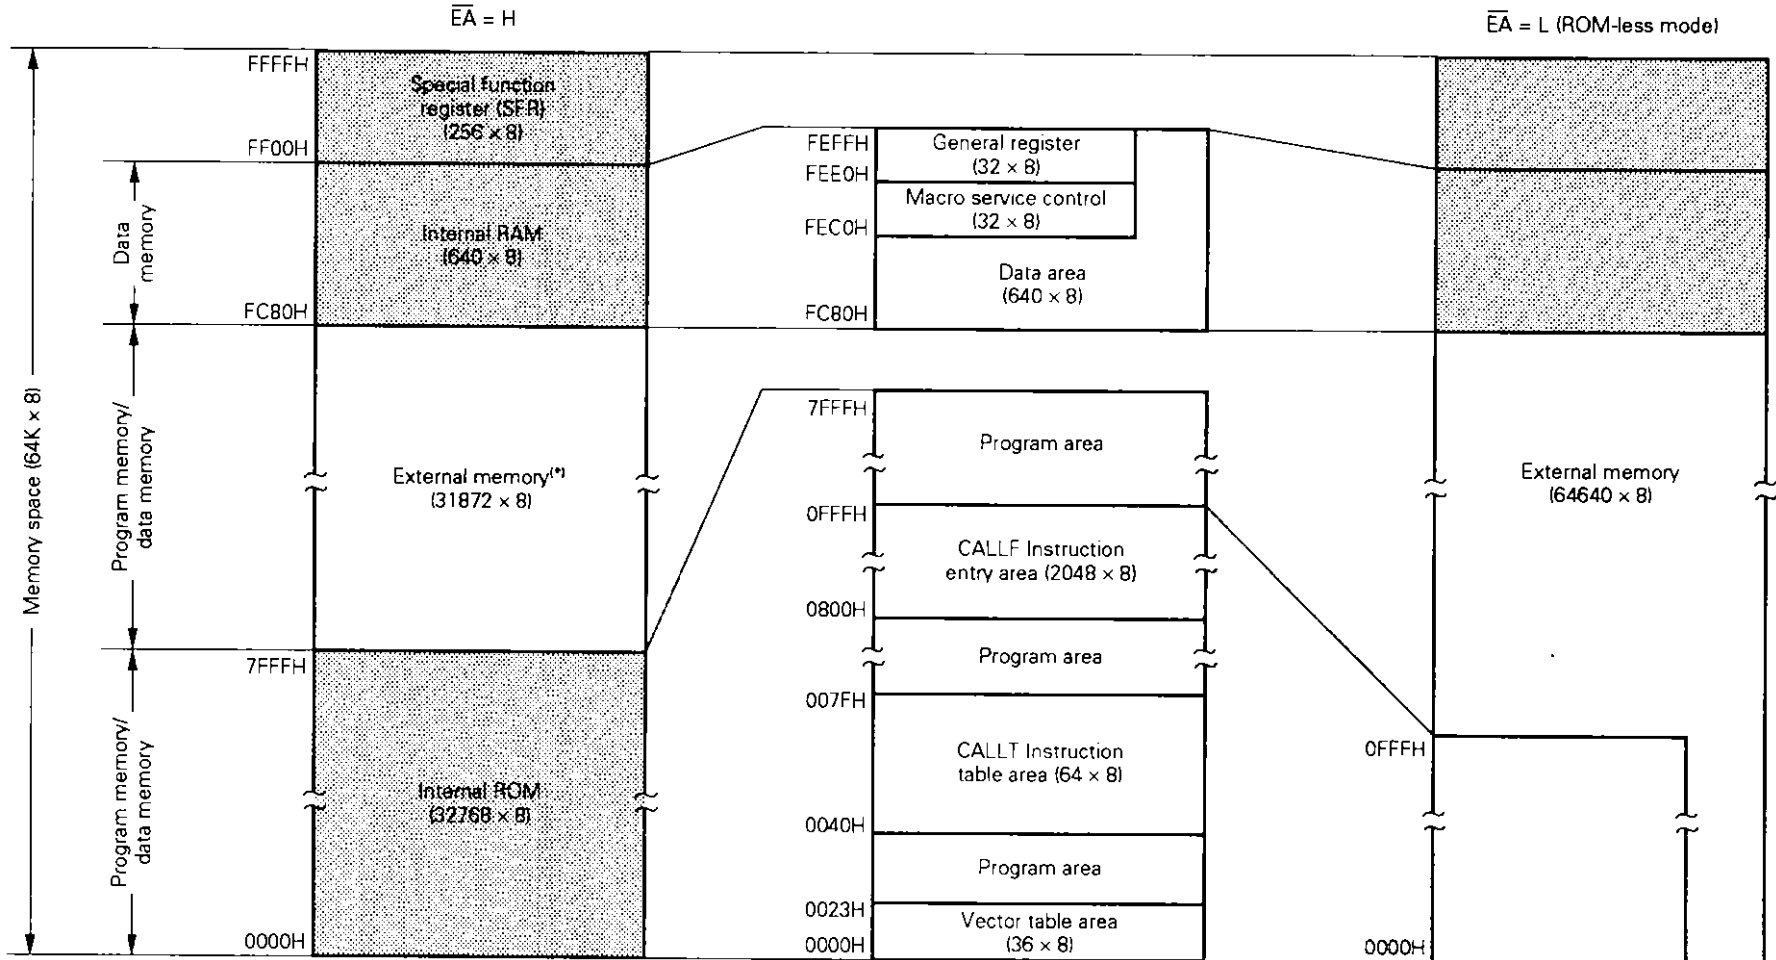 EA = H
EA = L (ROM-less mode)
Memory space (64K × 8)
Data
memory
Program memory/
data memory
Program memory/
data memory
FFFFH
Special function
register (SFR)
(256 × 8)
FF00H
Internal RAM
(640 × 8)
FC80H
External memory(*)
(31872 × 8)
7FFFH
Internal ROM
(32768 × 8)
0000H
FEFFH
General register
(32 × 8)
FEE0H
Macro service control
(32 × 8)
FEC0H
Data area
(640 × 8)
FC80H
7FFFH
Program area
0FFFH
CALLF Instruction
entry area (2048 × 8)
0800H
Program area
007FH
CALLT Instruction
table area (64 × 8)
0040H
Program area
0023H
Vector table area
(36 × 8)
0000H
External memory
(64640 × 8)
0FFFH
0000H